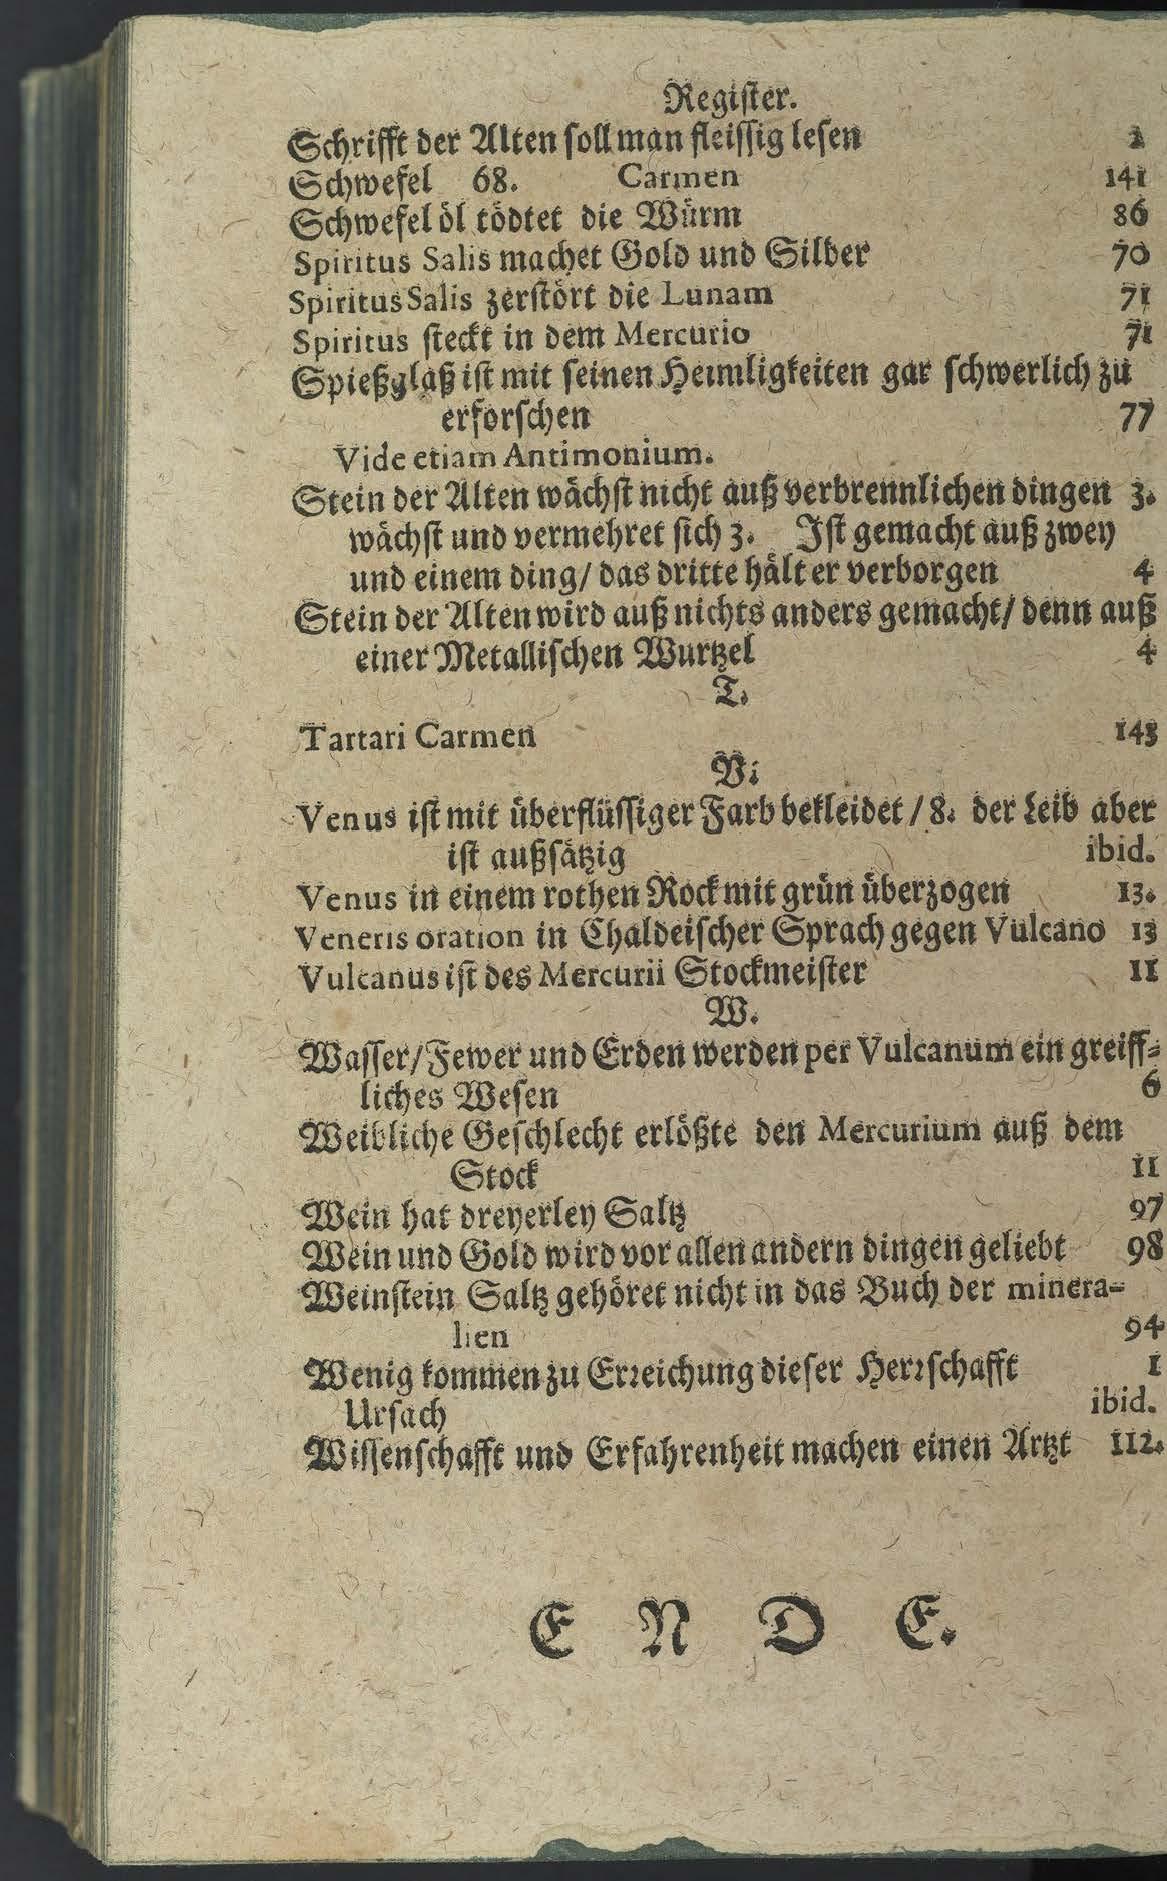 Register.
Schrifft der Alten soll man fleissig lesen 2
Schwefel 68. Carmen 141
Schwefel öl tödtet die Würm 86
Spiritus Salis machet Gold und Silber 70
Spiritus Salis zerstört die Lunam 71
Spiritus steckt in dem Mercurio 71
Spießglaß ist mit seinen Heimligkeiten gar schwerlich zu
erforschen 77
Vide etiam Antimonium.
Stein der Alten wächst nicht auß verbrennlichen dingen 3.
wächst und vermehret sich 3. Ist gemacht auß zwey
und einem ding/ das dritte hält er verborgen 4
Stein der Alten wird auß nichts anders gemacht/ denn auß
einer Metallischen Wurtzel 4
T.
Tartari Carmen 143
V.
Venus ist mit überflüssiger Farb bekleidet / 8. der Leib aber
ist außsätzig ibid.
Venus in einem rothen Rock mit grün überzogen 13.
Veneris oration in Chaldeischer Sprach gegen Vulcano 13
Vulcanus ist des Mercurii Stockmeister 11
W.
Wasser/ Fewer und Erden werden per Vulcanum ein greiff-
liches Wesen 6
Weibliche Geschlecht erlößte den Mercurium auß dem
Stock 11
Wein hat dreyerley Saltz 97
Wein und Gold wird vor allen andern dingen geliebt 98
Weinstein Saltz gehöret nicht in das Buch der minera-
lien 94
Wenig kommen zu Erreichung dieser Herrschafft 1
Ursach ibid.
Wissenschafft und Erfahrenheit machen einen Artzt 112.
E N D E.